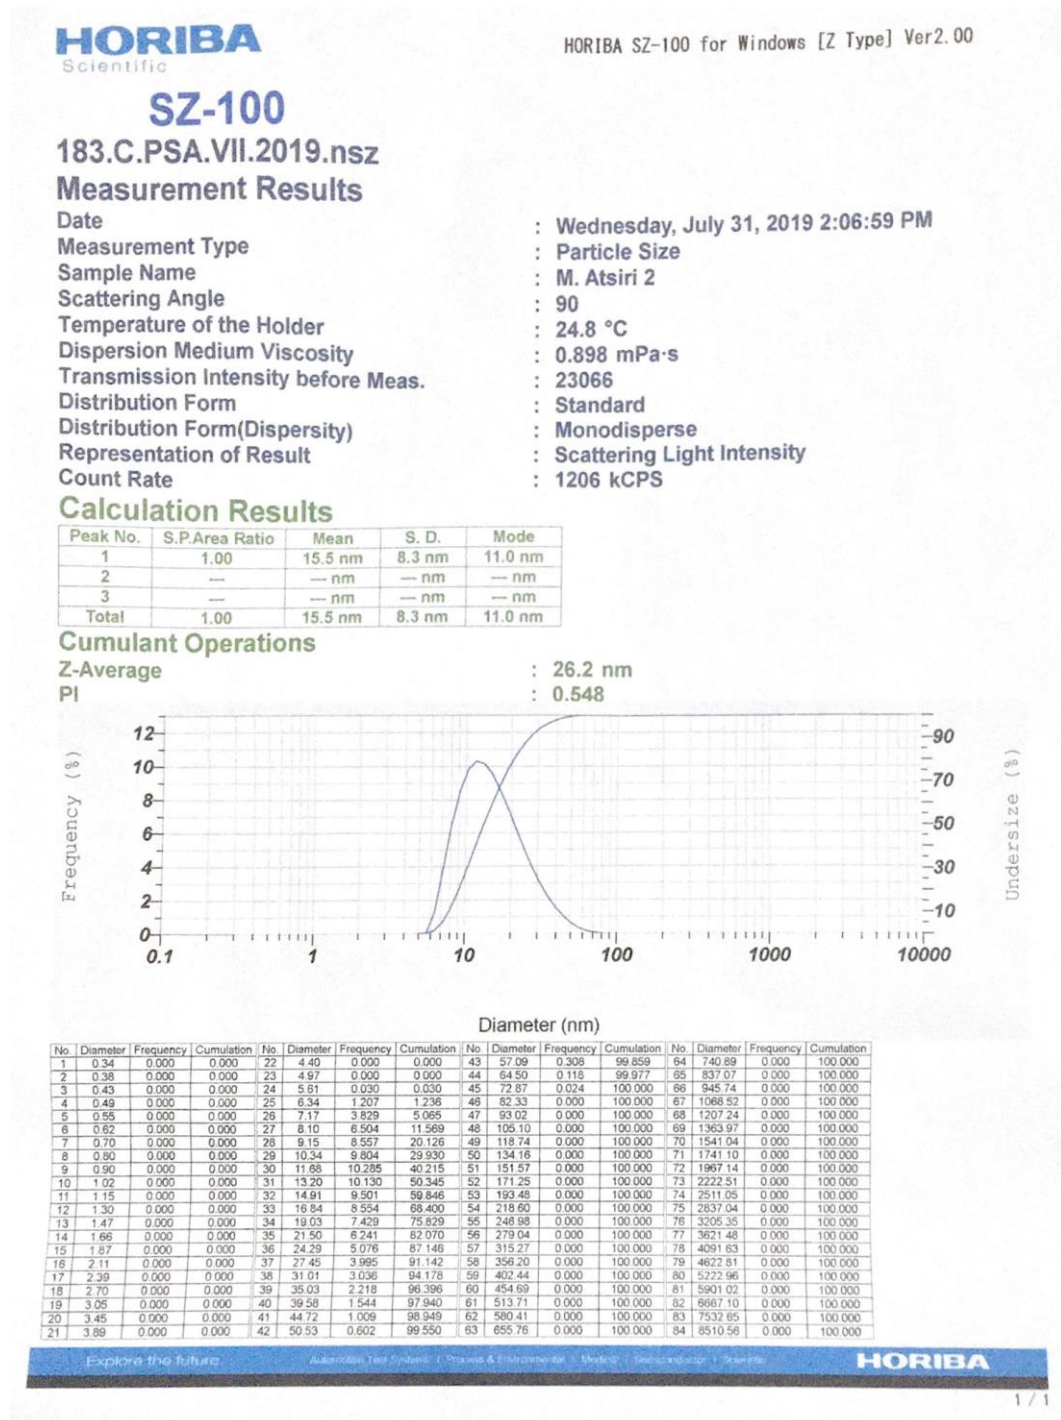 HORIBA
Scientific
HORIBA SZ-100 for Windows [Z Type] Ver2.00
SZ-100
183.C.PSA.VII.2019.nsz
Measurement Results
Date : Wednesday, July 31, 2019 2:06:59 PM
Measurement Type : Particle Size
Sample Name : M. Atsiri 2
Scattering Angle : 90
Temperature of the Holder : 24.8 °C
Dispersion Medium Viscosity : 0.898 mPa·s
Transmission Intensity before Meas. : 23066
Distribution Form : Standard
Distribution Form(Dispersity) : Monodisperse
Representation of Result : Scattering Light Intensity
Count Rate : 1206 kCPS
Calculation Results
Peak No. S.P.Area Ratio Mean S. D. Mode
1 1.00 15.5 nm 8.3 nm 11.0 nm
2 --- --- nm --- nm --- nm
3 --- --- nm --- nm --- nm
Total 1.00 15.5 nm 8.3 nm 11.0 nm
Cumulant Operations
Z-Average : 26.2 nm
PI : 0.548
Frequency (%)
12
10
8
6
4
2
0
0.1 1 10 100 1000 10000
90
70
50
30
10
Undersize (%)
Diameter (nm)
No. Diameter Frequency Cumulation No. Diameter Frequency Cumulation No Diameter Frequency Cumulation No. Diameter Frequency Cumulation
1 0.34 0.000 0.000 22 4.40 0.000 0.000 43 57.09 0.308 99.859 64 740.89 0.000 100.000
2 0.38 0.000 0.000 23 4.97 0.000 0.000 44 64.50 0.118 99.977 65 837.07 0.000 100.000
3 0.43 0.000 0.000 24 5.61 0.030 0.030 45 72.87 0.024 100.000 66 945.74 0.000 100.000
4 0.49 0.000 0.000 25 6.34 1.207 1.236 46 82.33 0.000 100.000 67 1068.52 0.000 100.000
5 0.55 0.000 0.000 26 7.17 3.829 5.065 47 93.02 0.000 100.000 68 1207.24 0.000 100.000
6 0.62 0.000 0.000 27 8.10 6.504 11.569 48 105.10 0.000 100.000 69 1363.97 0.000 100.000
7 0.70 0.000 0.000 28 9.15 8.557 20.126 49 118.74 0.000 100.000 70 1541.04 0.000 100.000
8 0.80 0.000 0.000 29 10.34 9.804 29.930 50 134.16 0.000 100.000 71 1741.10 0.000 100.000
9 0.90 0.000 0.000 30 11.68 10.285 40.215 51 151.57 0.000 100.000 72 1967.14 0.000 100.000
10 1.02 0.000 0.000 31 13.20 10.130 50.345 52 171.25 0.000 100.000 73 2222.51 0.000 100.000
11 1.15 0.000 0.000 32 14.91 9.501 59.846 53 193.48 0.000 100.000 74 2511.05 0.000 100.000
12 1.30 0.000 0.000 33 16.84 8.554 68.400 54 218.60 0.000 100.000 75 2837.04 0.000 100.000
13 1.47 0.000 0.000 34 19.03 7.429 75.829 55 246.98 0.000 100.000 76 3205.35 0.000 100.000
14 1.66 0.000 0.000 35 21.50 6.241 82.070 56 279.04 0.000 100.000 77 3621.48 0.000 100.000
15 1.87 0.000 0.000 36 24.29 5.076 87.146 57 315.27 0.000 100.000 78 4091.63 0.000 100.000
16 2.11 0.000 0.000 37 27.45 3.995 91.142 58 356.20 0.000 100.000 79 4622.81 0.000 100.000
17 2.39 0.000 0.000 38 31.01 3.036 94.178 59 402.44 0.000 100.000 80 5222.96 0.000 100.000
18 2.70 0.000 0.000 39 35.03 2.218 96.396 60 454.69 0.000 100.000 81 5901.02 0.000 100.000
19 3.05 0.000 0.000 40 39.58 1.544 97.940 61 513.71 0.000 100.000 82 6667.10 0.000 100.000
20 3.45 0.000 0.000 41 44.72 1.009 98.949 62 580.41 0.000 100.000 83 7532.65 0.000 100.000
21 3.89 0.000 0.000 42 50.53 0.602 99.550 63 655.76 0.000 100.000 84 8510.56 0.000 100.000
Explore the future
Automotive Test Systems | Process & Environmental | Medical | Semiconductor | Scientific
HORIBA
1 / 1